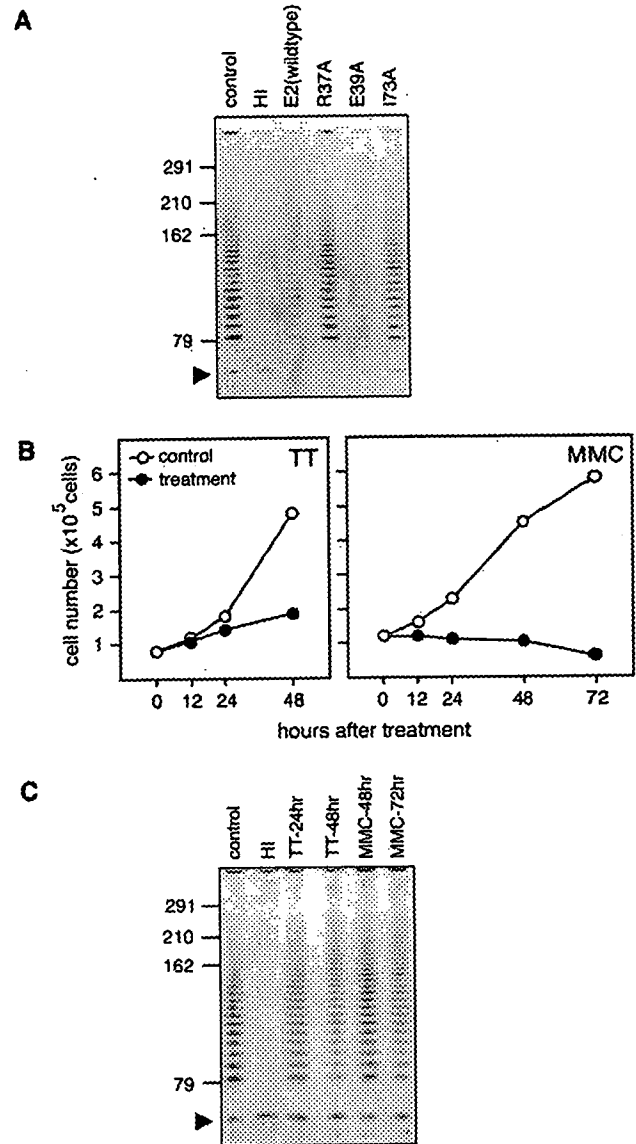 A
control
HI
E2(wildtype)
R37A
E39A
I73A
291
210
162
79
B
control
treatment
TT
MMC
cell number (x10⁵cells)
6
5
4
3
2
1
0 12 24 48
0 12 24 48 72
hours after treatment
C
control
HI
TT-24hr
TT-48hr
MMC-48hr
MMC-72hr
291
210
162
79